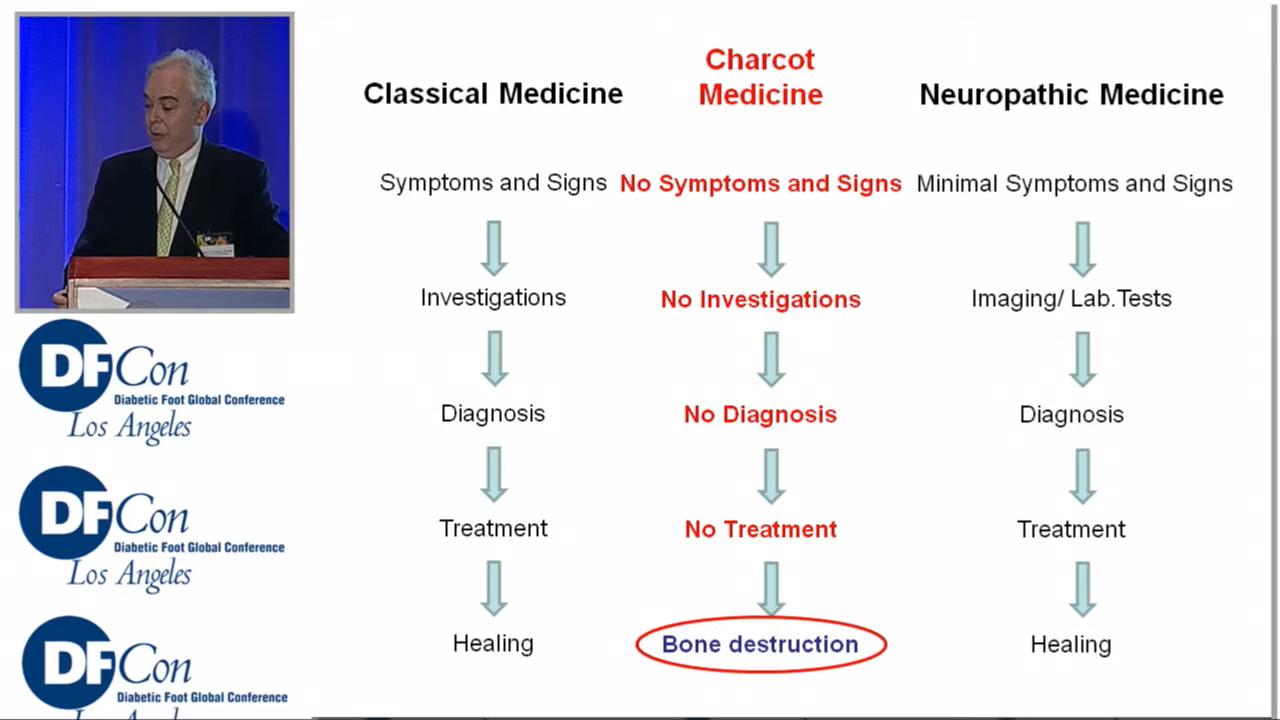 Charcot
Classical Medicine Medicine Neuropathic Medicine
Symptoms and Signs No Symptoms and Signs Minimal Symptoms and Signs
Investigations No Investigations Imaging/ Lab.Tests
Diagnosis No Diagnosis Diagnosis
Treatment No Treatment Treatment
Healing Bone destruction Healing
DFCon
Diabetic Foot Global Conference
Los Angeles
DFCon
Diabetic Foot Global Conference
Los Angeles
DFCon
Diabetic Foot Global Conference